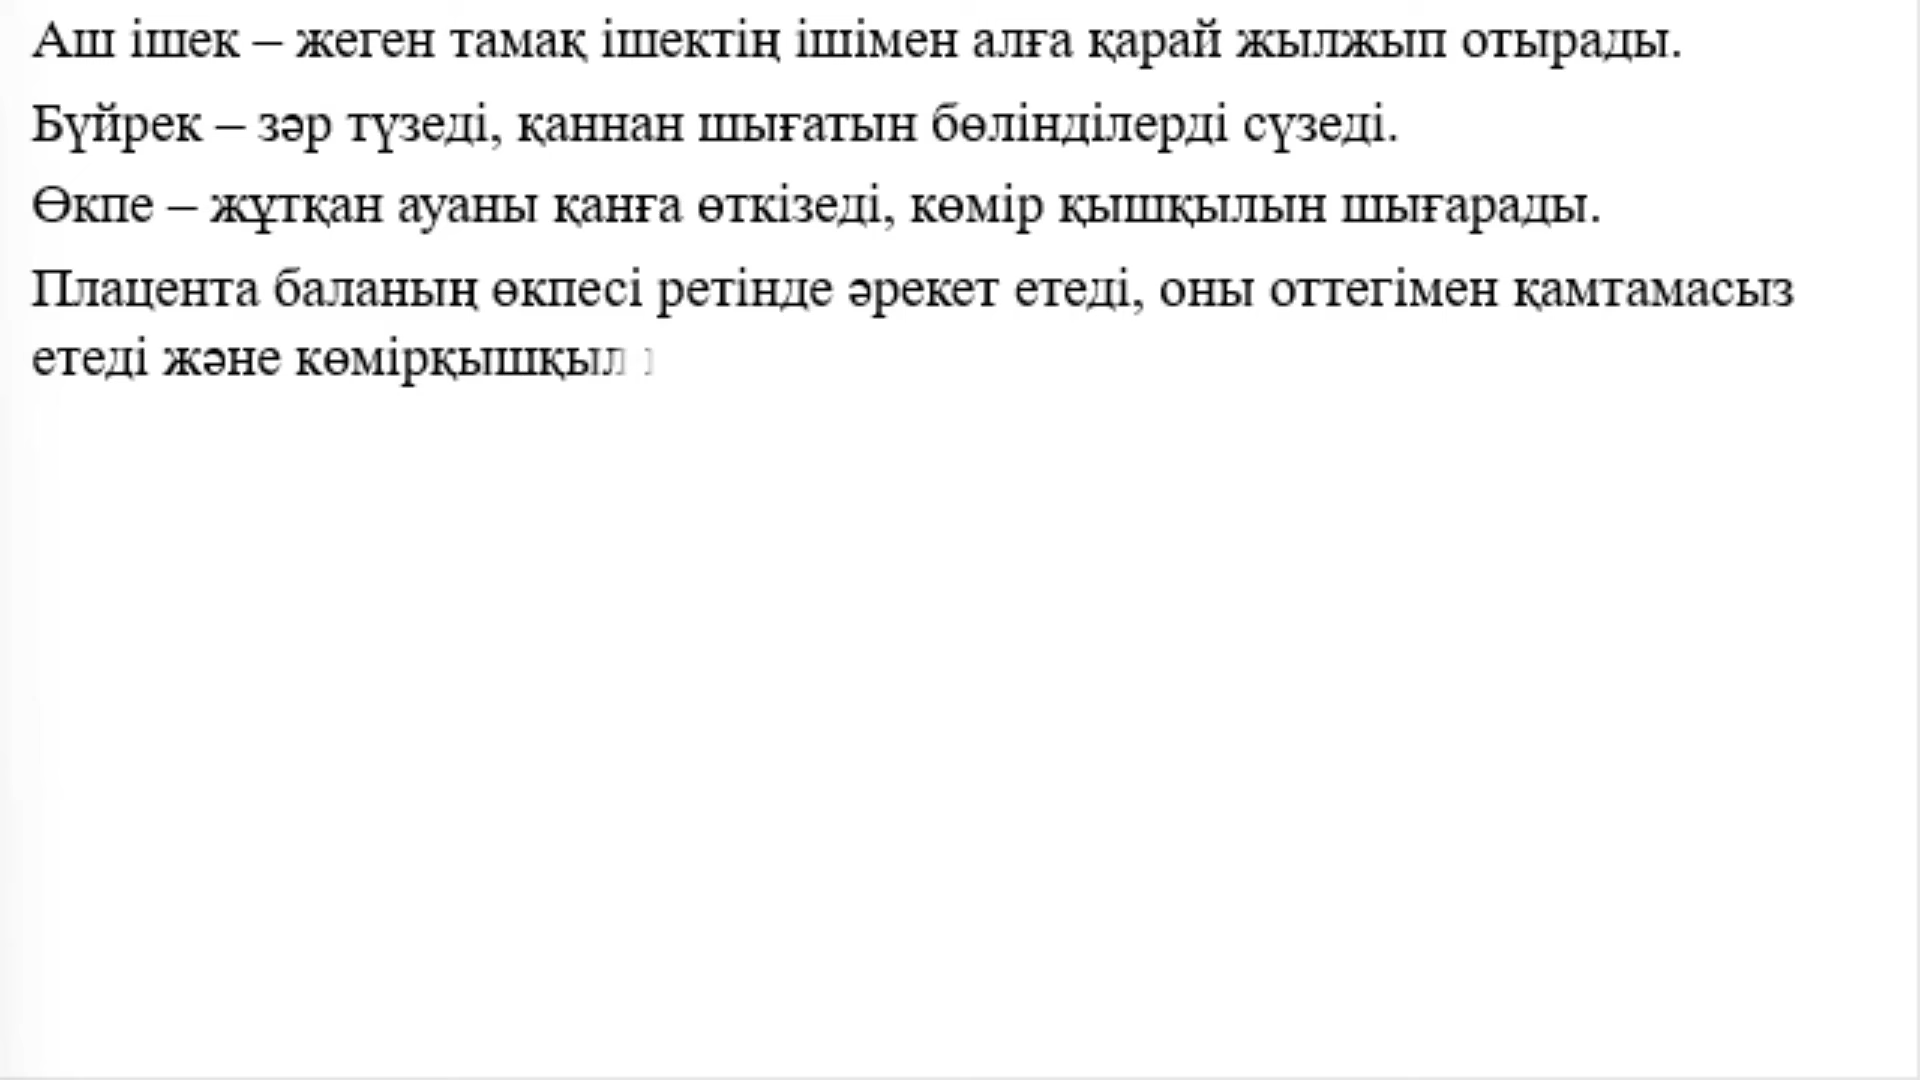 Аш ішек – жеген тамақ ішектің ішімен алға қарай жылжып отырады.
Бүйрек – зәр түзеді, қаннан шығатын бөлінділерді сүзеді.
Өкпе – жұтқан ауаны қанға өткізеді, көмір қышқылын шығарады.
Плацента баланың өкпесі ретінде әрекет етеді, оны оттегімен қамтамасыз
етеді және көмірқышқыл